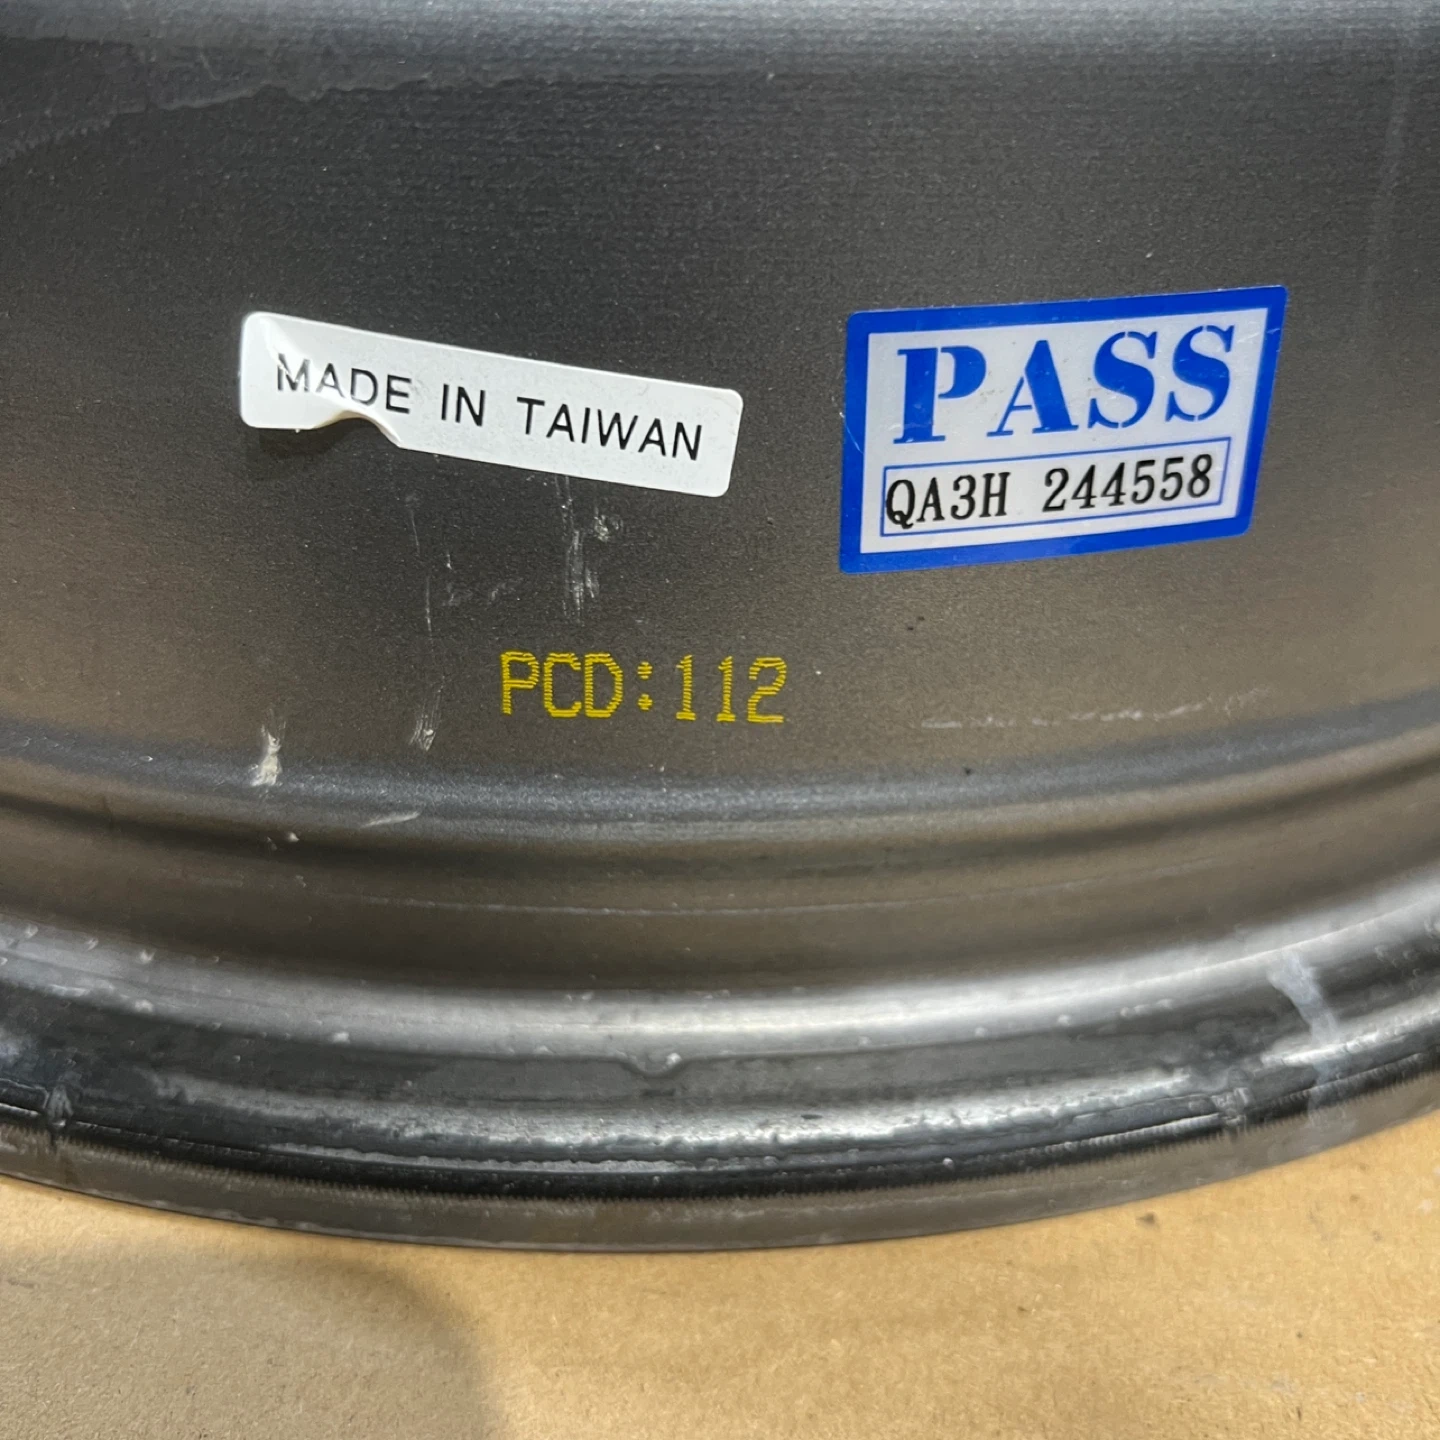 MADE IN TAIWAN
PASS
QA3H 244558
PCD:112